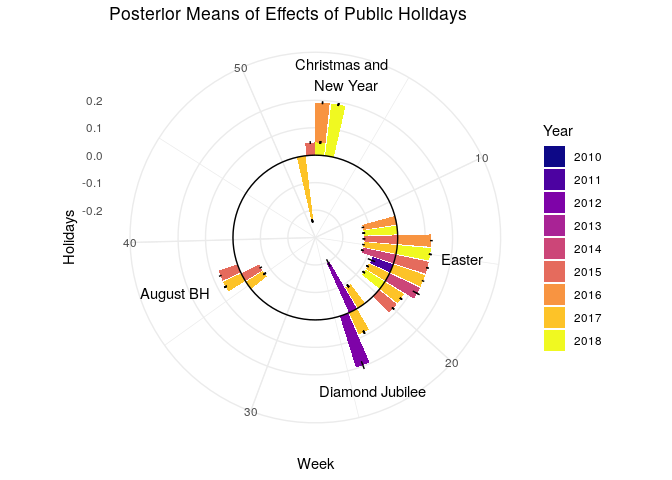 Posterior Means of Effects of Public Holidays
Christmas and
New Year
50
10
0.2
0.1
0.0
-0.1
-0.2
Holidays
40
August BH
Easter
20
30
Diamond Jubilee
Week
Year
2010
2011
2012
2013
2014
2015
2016
2017
2018